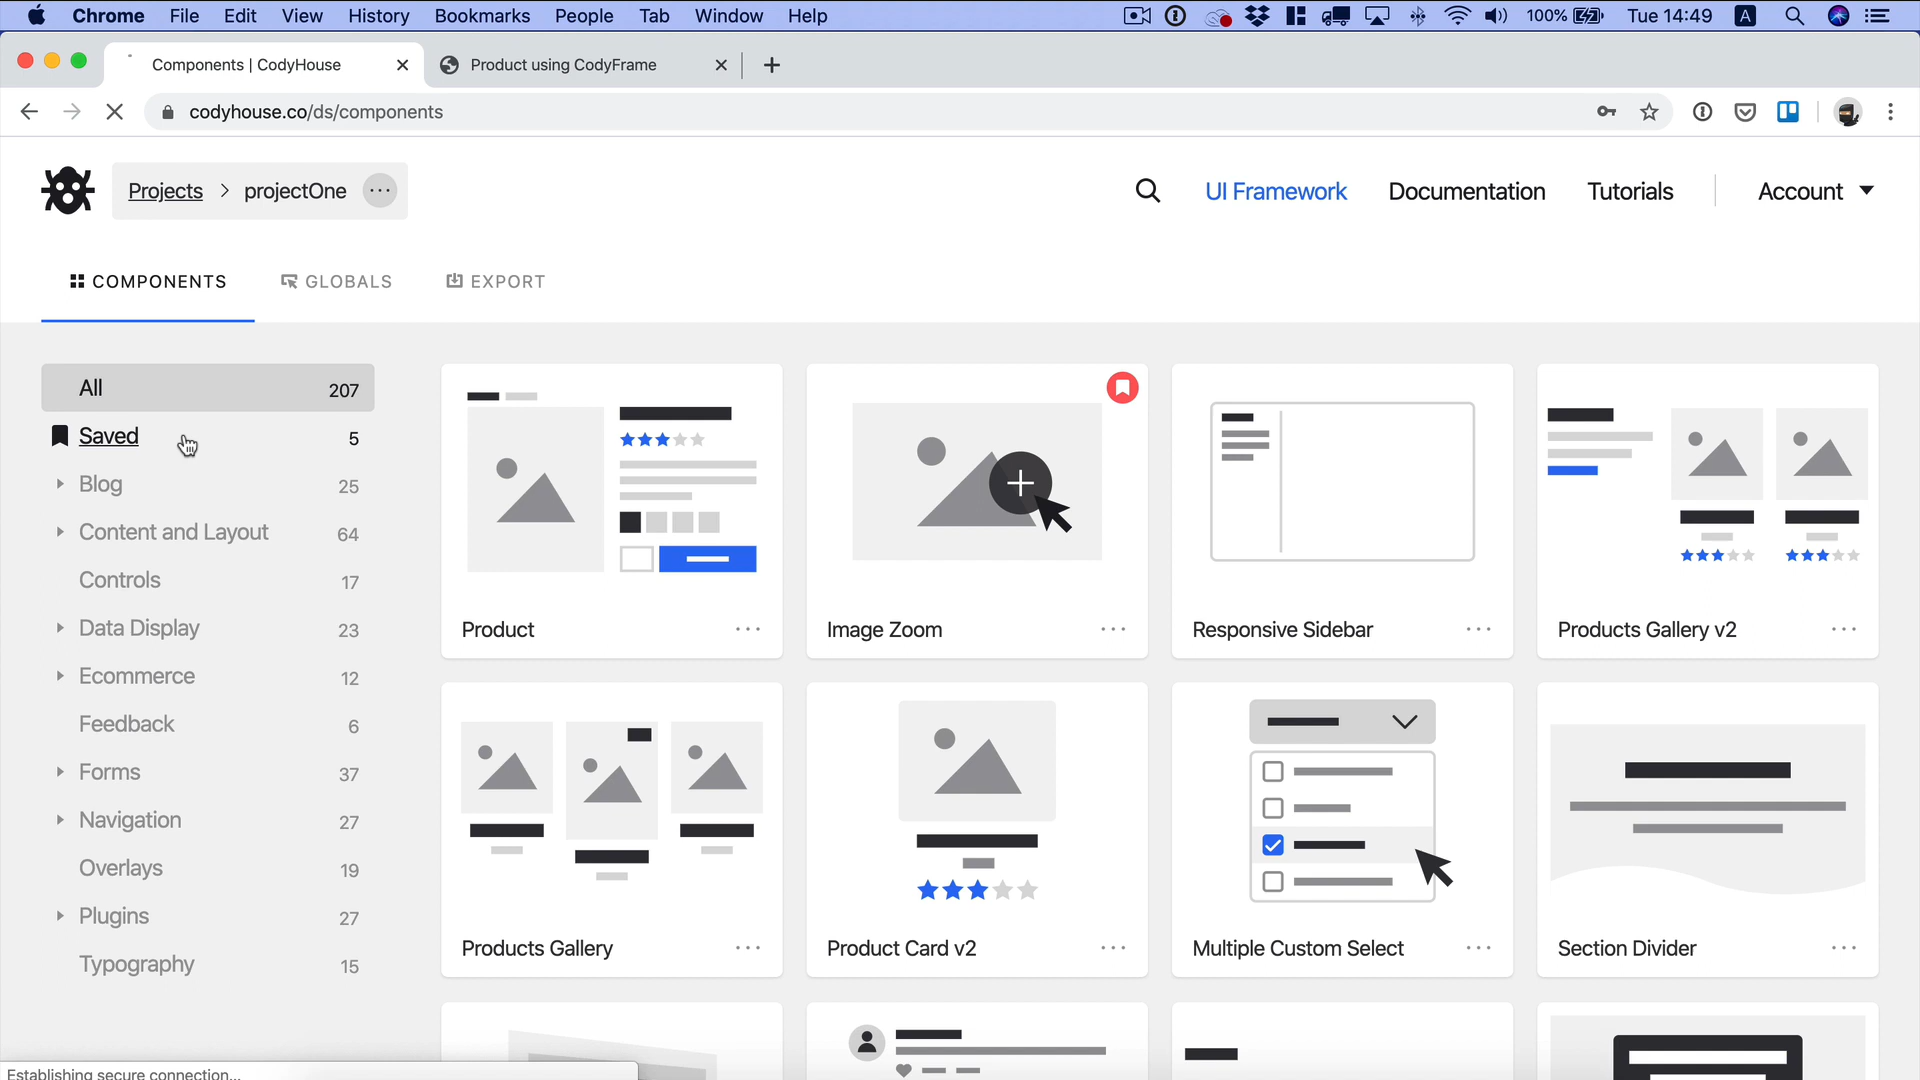 Chrome File Edit View History Bookmarks People Tab Window Help 100% Tue 14:49 A
Components | CodyHouse
Product using CodyFrame
codyhouse.co/ds/components
Projects > projectOne ···
UI Framework Documentation Tutorials Account
COMPONENTS GLOBALS EXPORT
All 207
Saved 5
Blog 25
Content and Layout 64
Controls 17
Data Display 23
Ecommerce 12
Feedback 6
Forms 37
Navigation 27
Overlays 19
Plugins 27
Typography 15
Product
Image Zoom
Responsive Sidebar
Products Gallery v2
Products Gallery
Product Card v2
Multiple Custom Select
Section Divider
Establishing secure connection...